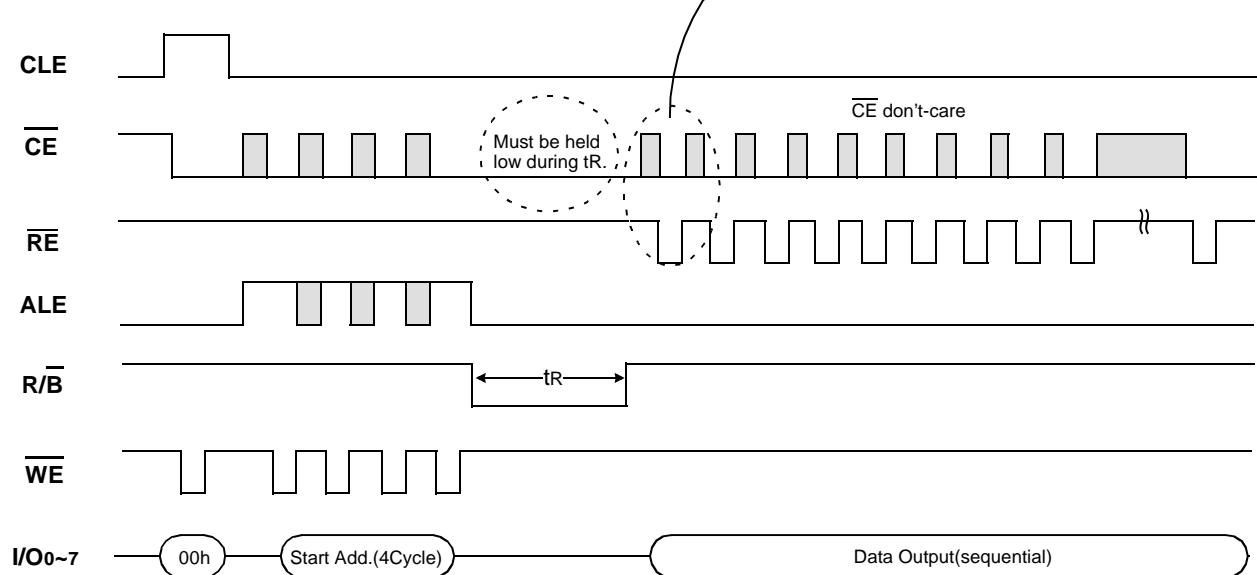 CLE
CE
CE don't-care
Must be held
low during tR.
RE
ALE
R/B
tR
WE
I/O0~7
00h
Start Add.(4Cycle)
Data Output(sequential)